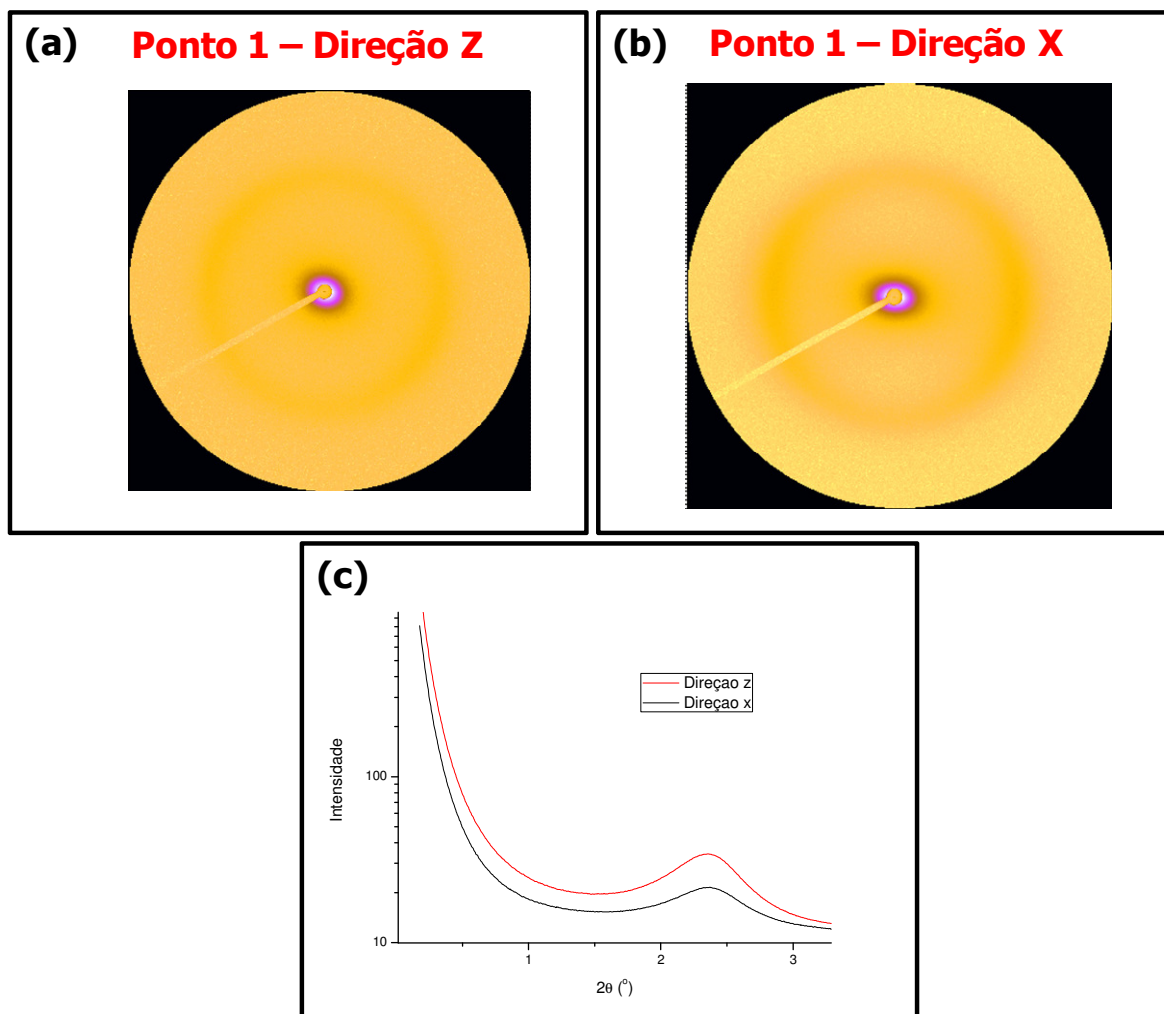 (a) Ponto 1 – Direção Z
(b) Ponto 1 – Direção X
(c)
Direçao z
Direçao x
Intensidade
100
10
1
2
3
2θ (°)